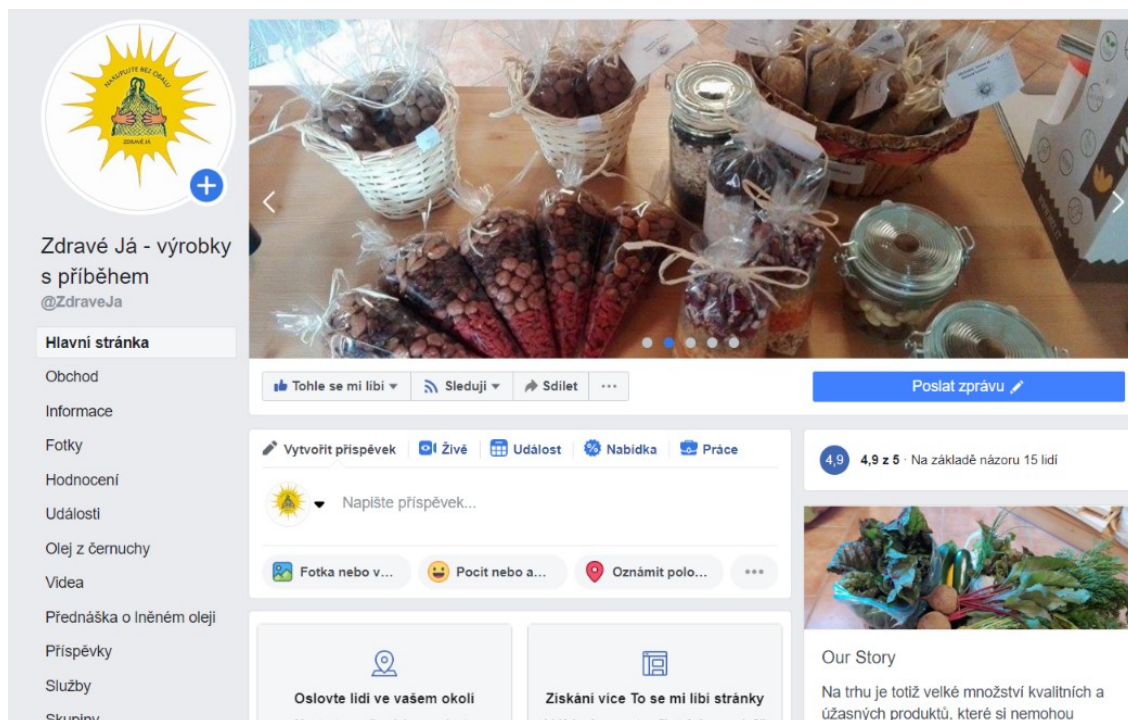 NAKUPUJTE BEZ OBALU
ZDRAVÉ JÁ
Zdravé Já - výrobky
s příběhem
@ZdraveJa
Hlavní stránka
Obchod
Informace
Fotky
Hodnocení
Události
Olej z černuchy
Videa
Přednáška o lněném oleji
Příspěvky
Služby
Skupiny
Tohle se mi líbí
Sleduji
Sdílet
Poslat zprávu
Vytvořit příspěvek
Živě
Událost
Nabídka
Práce
Napište příspěvek...
Fotka nebo v...
Pocit nebo a...
Oznámit polo...
Oslovte lidi ve vašem okolí
Získání více To se mi líbí stránky
4,9
4,9 z 5 · Na základě názoru 15 lidí
Our Story
Na trhu je totiž velké množství kvalitních a
úžasných produktů, které si nemohou